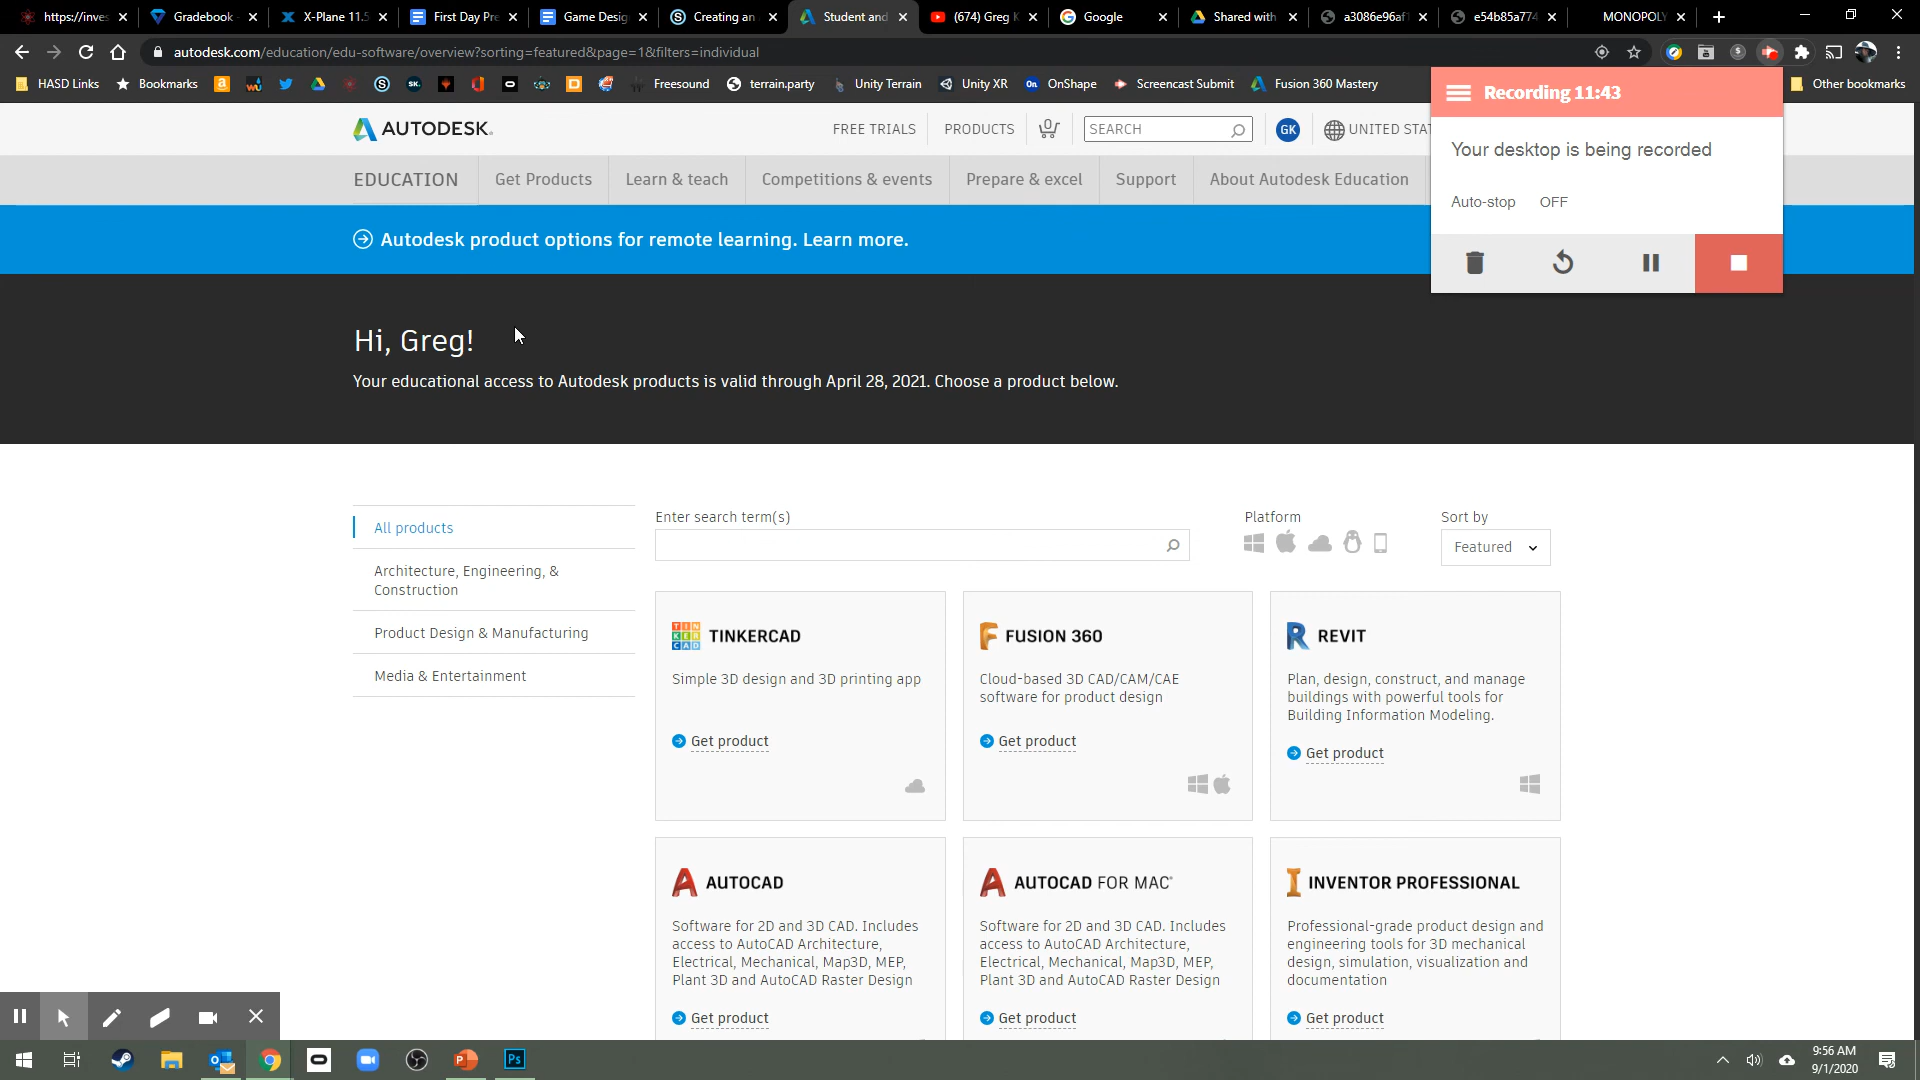 https://inves
Gradebook
X-Plane 11.5
First Day Pre
Game Desig
Creating an
Student and
(674) Greg K
Google
Shared with
a3086e96af
e54b85a774
MONOPOLY
autodesk.com/education/edu-software/overview?sorting=featured&page=1&filters=individual
HASD Links
Bookmarks
Freesound
terrain.party
Unity Terrain
Unity XR
OnShape
Screencast Submit
Fusion 360 Mastery
Other bookmarks
Recording 11:43
Your desktop is being recorded
Auto-stop OFF
AUTODESK.
FREE TRIALS
PRODUCTS
0
SEARCH
GK
UNITED STAT
EDUCATION
Get Products
Learn & teach
Competitions & events
Prepare & excel
Support
About Autodesk Education
Autodesk product options for remote learning. Learn more.
Hi, Greg!
Your educational access to Autodesk products is valid through April 28, 2021. Choose a product below.
All products
Architecture, Engineering, &
Construction
Product Design & Manufacturing
Media & Entertainment
Enter search term(s)
Platform
Sort by
Featured
TINKERCAD
Simple 3D design and 3D printing app
Get product
FUSION 360
Cloud-based 3D CAD/CAM/CAE
software for product design
Get product
REVIT
Plan, design, construct, and manage
buildings with powerful tools for
Building Information Modeling.
Get product
AUTOCAD
Software for 2D and 3D CAD. Includes
access to AutoCAD Architecture,
Electrical, Mechanical, Map3D, MEP,
Plant 3D and AutoCAD Raster Design
Get product
AUTOCAD FOR MAC®
Software for 2D and 3D CAD. Includes
access to AutoCAD Architecture,
Electrical, Mechanical, Map3D, MEP,
Plant 3D and AutoCAD Raster Design
Get product
INVENTOR PROFESSIONAL
Professional-grade product design and
engineering tools for 3D mechanical
design, simulation, visualization and
documentation
Get product
9:56 AM
9/1/2020